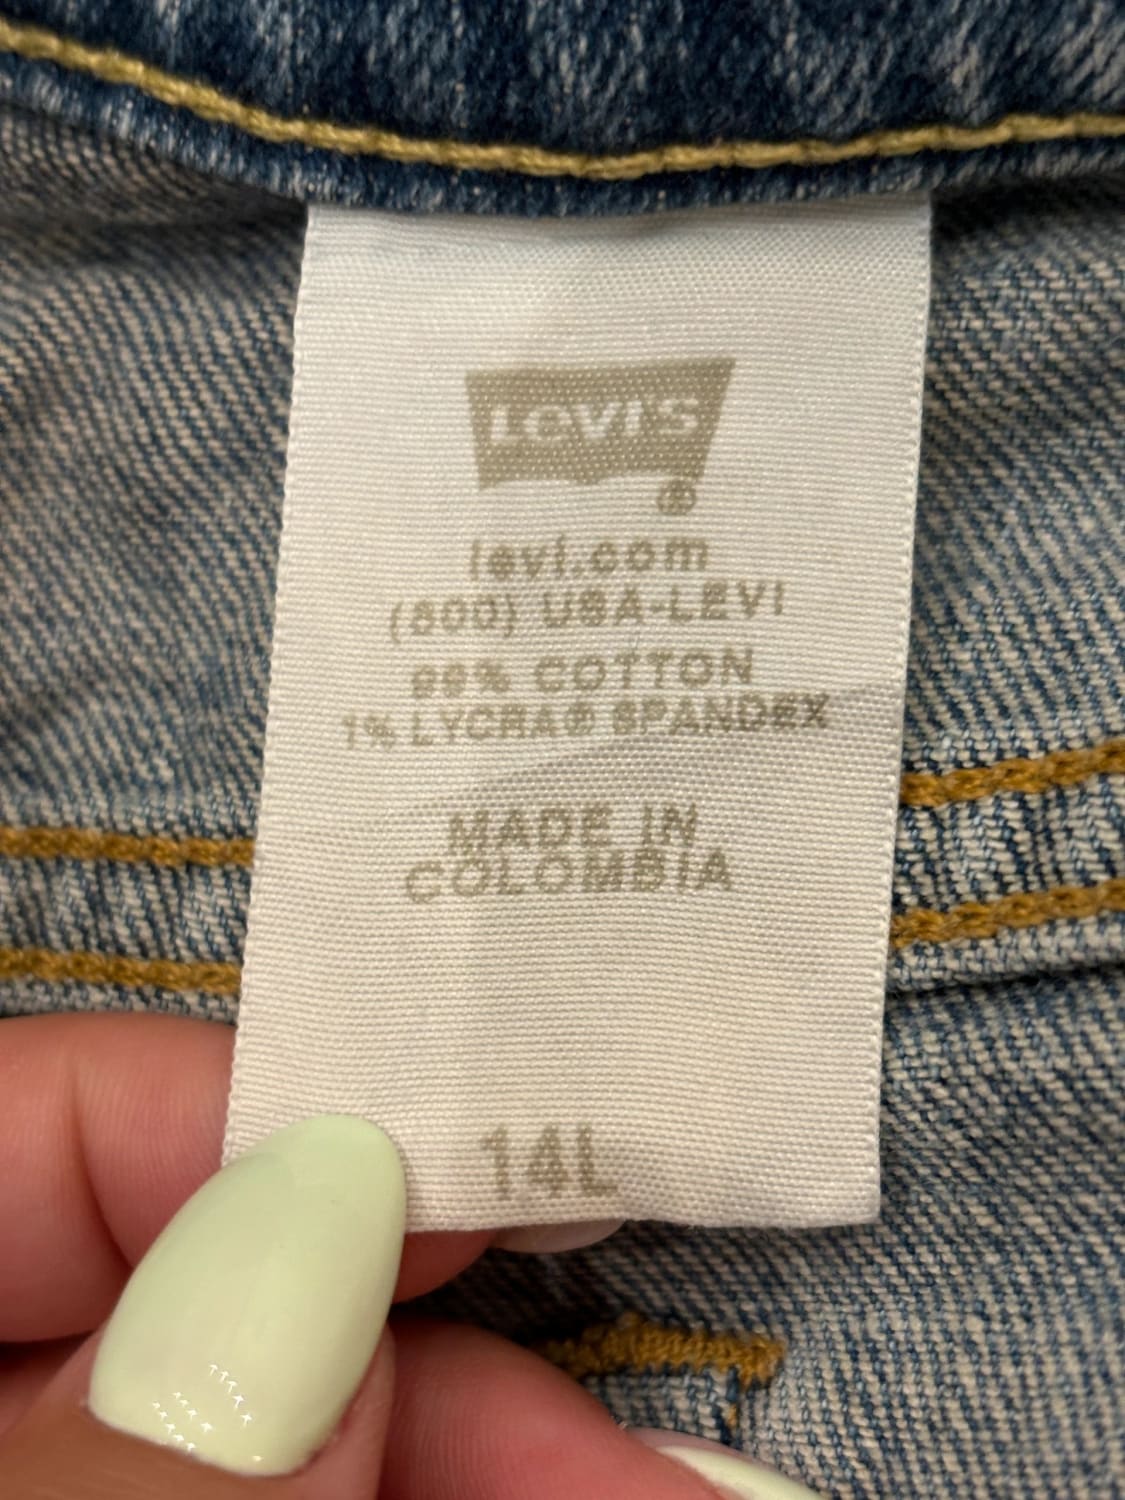 LEVI'S
®
levi.com
(800) USA-LEVI
99% COTTON
1% LYCRA® SPANDEX
MADE IN
COLOMBIA
14L